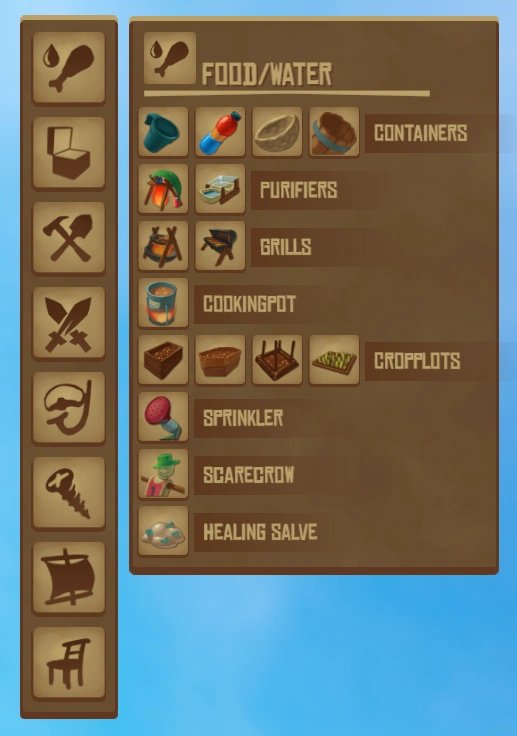 FOOD/WATER
CONTAINERS
PURIFIERS
GRILLS
COOKINGPOT
CROPPLOTS
SPRINKLER
SCARECROW
HEALING SALVE